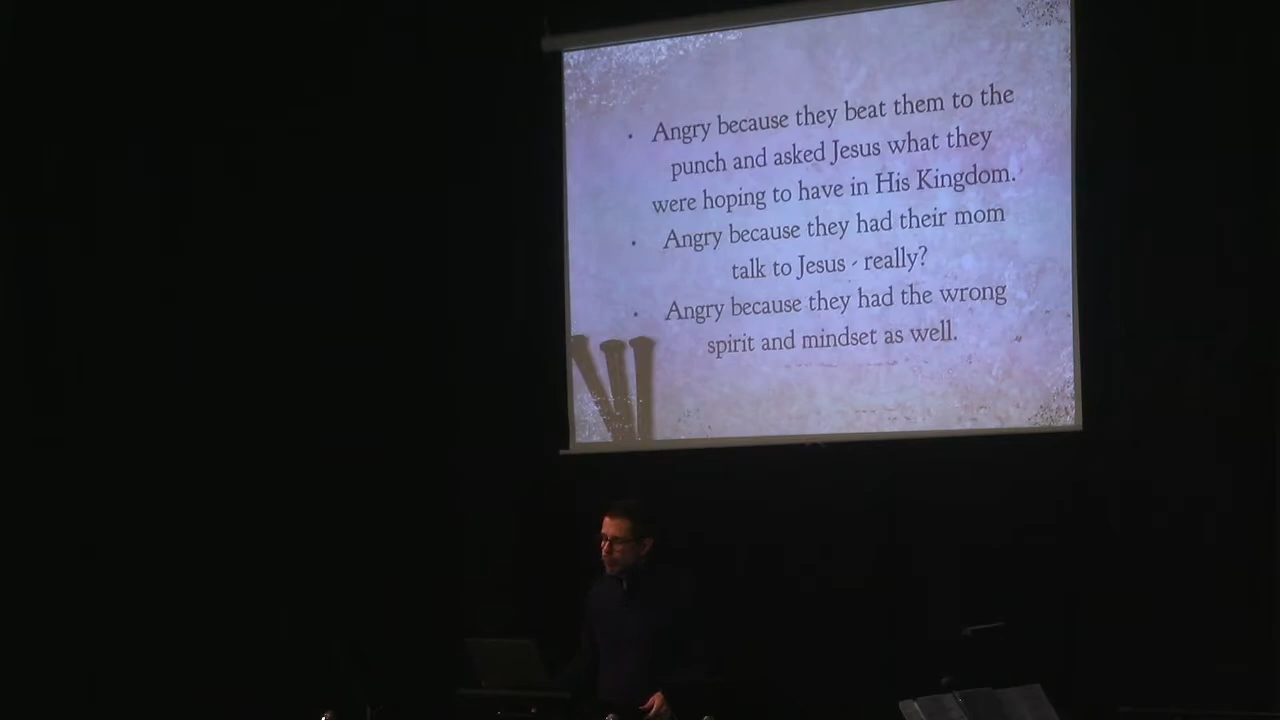 • Angry because they beat them to the
punch and asked Jesus what they
were hoping to have in His Kingdom.
• Angry because they had their mom
talk to Jesus - really?
• Angry because they had the wrong
spirit and mindset as well.